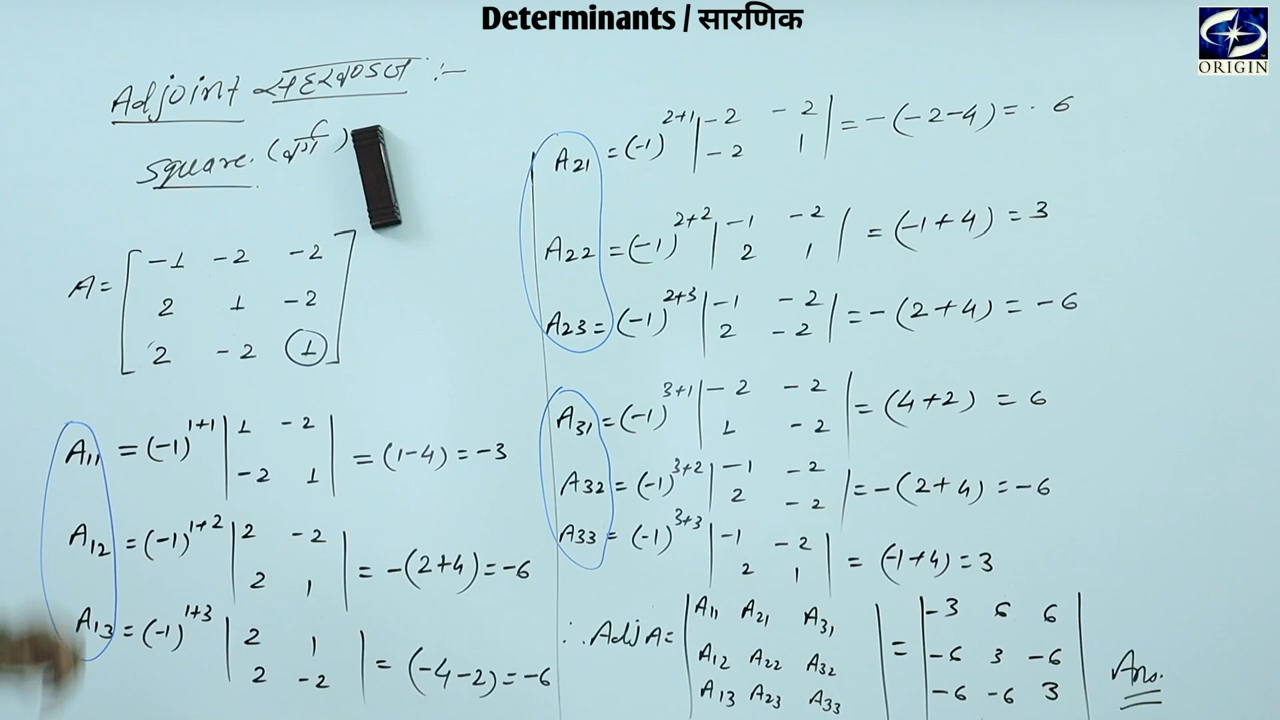 Determinants / सारणिक
ORIGIN
Adjoint सहखण्डज :-
Square. (वर्ग)
A = [ -1 -2 -2
2 1 -2
2 -2 1 ]
A11 = (-1)^1+1 | 1 -2
-2 1 | = (1-4) = -3
A12 = (-1)^1+2 | 2 -2
2 1 | = -(2+4) = -6
A13 = (-1)^1+3 | 2 1
2 -2 | = (-4-2) = -6
A21 = (-1)^2+1 | -2 -2
-2 1 | = -(-2-4) = 6
A22 = (-1)^2+2 | -1 -2
2 1 | = (-1+4) = 3
A23 = (-1)^2+3 | -1 -2
2 -2 | = -(2+4) = -6
A31 = (-1)^3+1 | -2 -2
1 -2 | = (4+2) = 6
A32 = (-1)^3+2 | -1 -2
2 -2 | = -(2+4) = -6
A33 = (-1)^3+3 | -1 -2
2 1 | = (-1+4) = 3
∴ Adj A = | A11 A21 A31 | = | -3 6 6 |
A12 A22 A32 | -6 3 -6
A13 A23 A33 | -6 -6 3 | Ans.